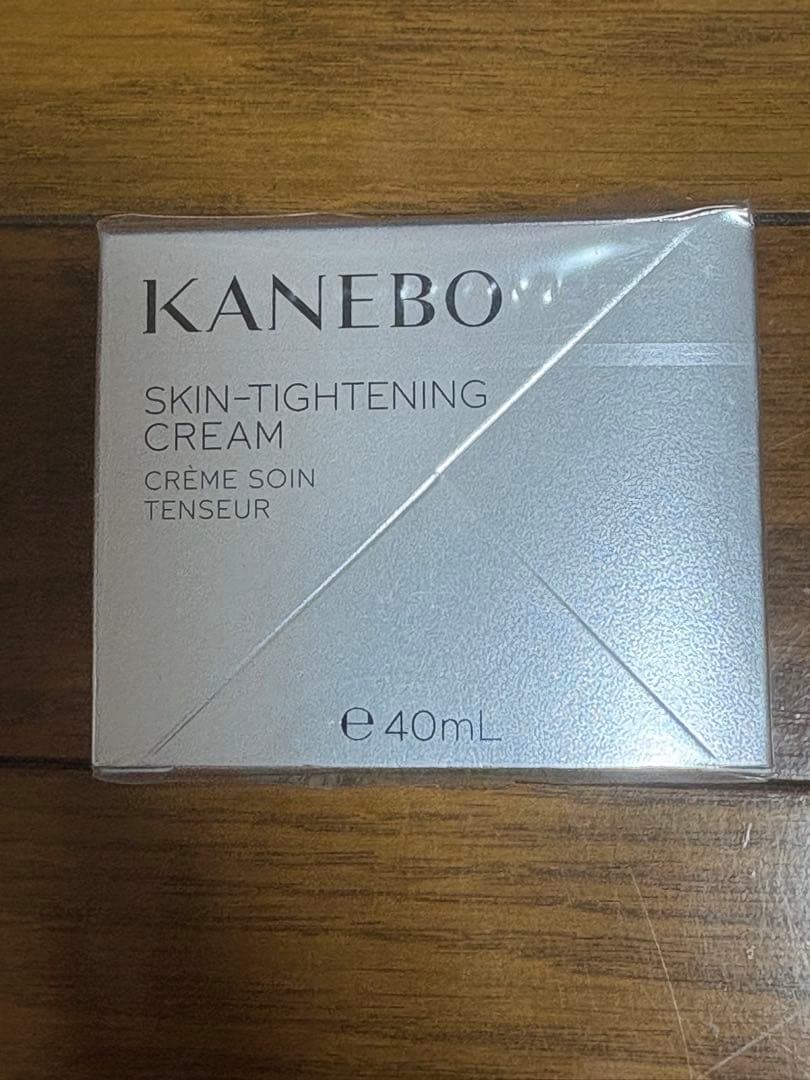 KANEBO
SKIN-TIGHTENING
CREAM
CRÈME SOIN
TENSEUR
℮ 40mL